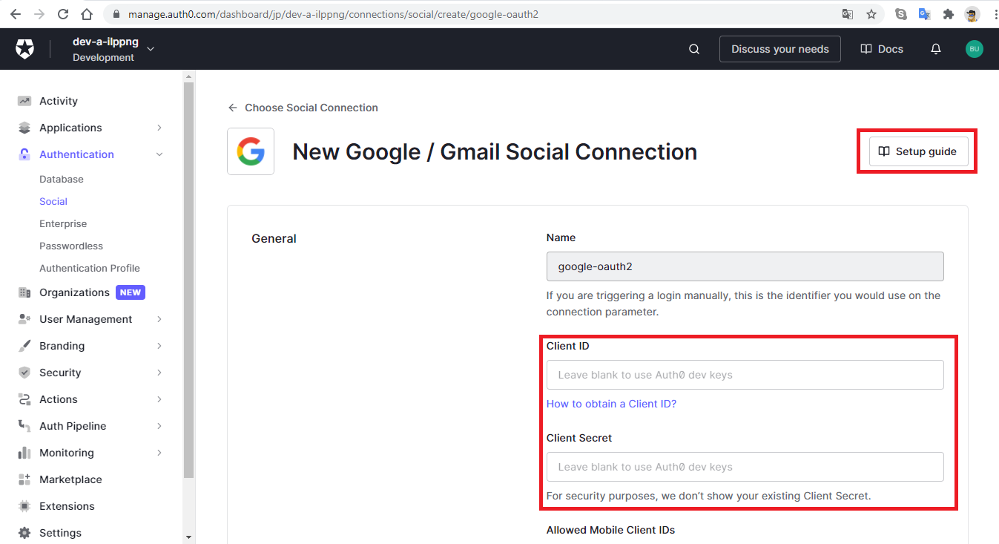 manage.auth0.com/dashboard/jp/dev-a-ilppng/connections/social/create/google-oauth2
dev-a-ilppng
Development
Discuss your needs
Docs
BU
Activity
Applications
Authentication
Database
Social
Enterprise
Passwordless
Authentication Profile
Organizations NEW
User Management
Branding
Security
Actions
Auth Pipeline
Monitoring
Marketplace
Extensions
Settings
Choose Social Connection
New Google / Gmail Social Connection
Setup guide
General
Name
google-oauth2
If you are triggering a login manually, this is the identifier you would use on the
connection parameter.
Client ID
Leave blank to use Auth0 dev keys
How to obtain a Client ID?
Client Secret
Leave blank to use Auth0 dev keys
For security purposes, we don’t show your existing Client Secret.
Allowed Mobile Client IDs